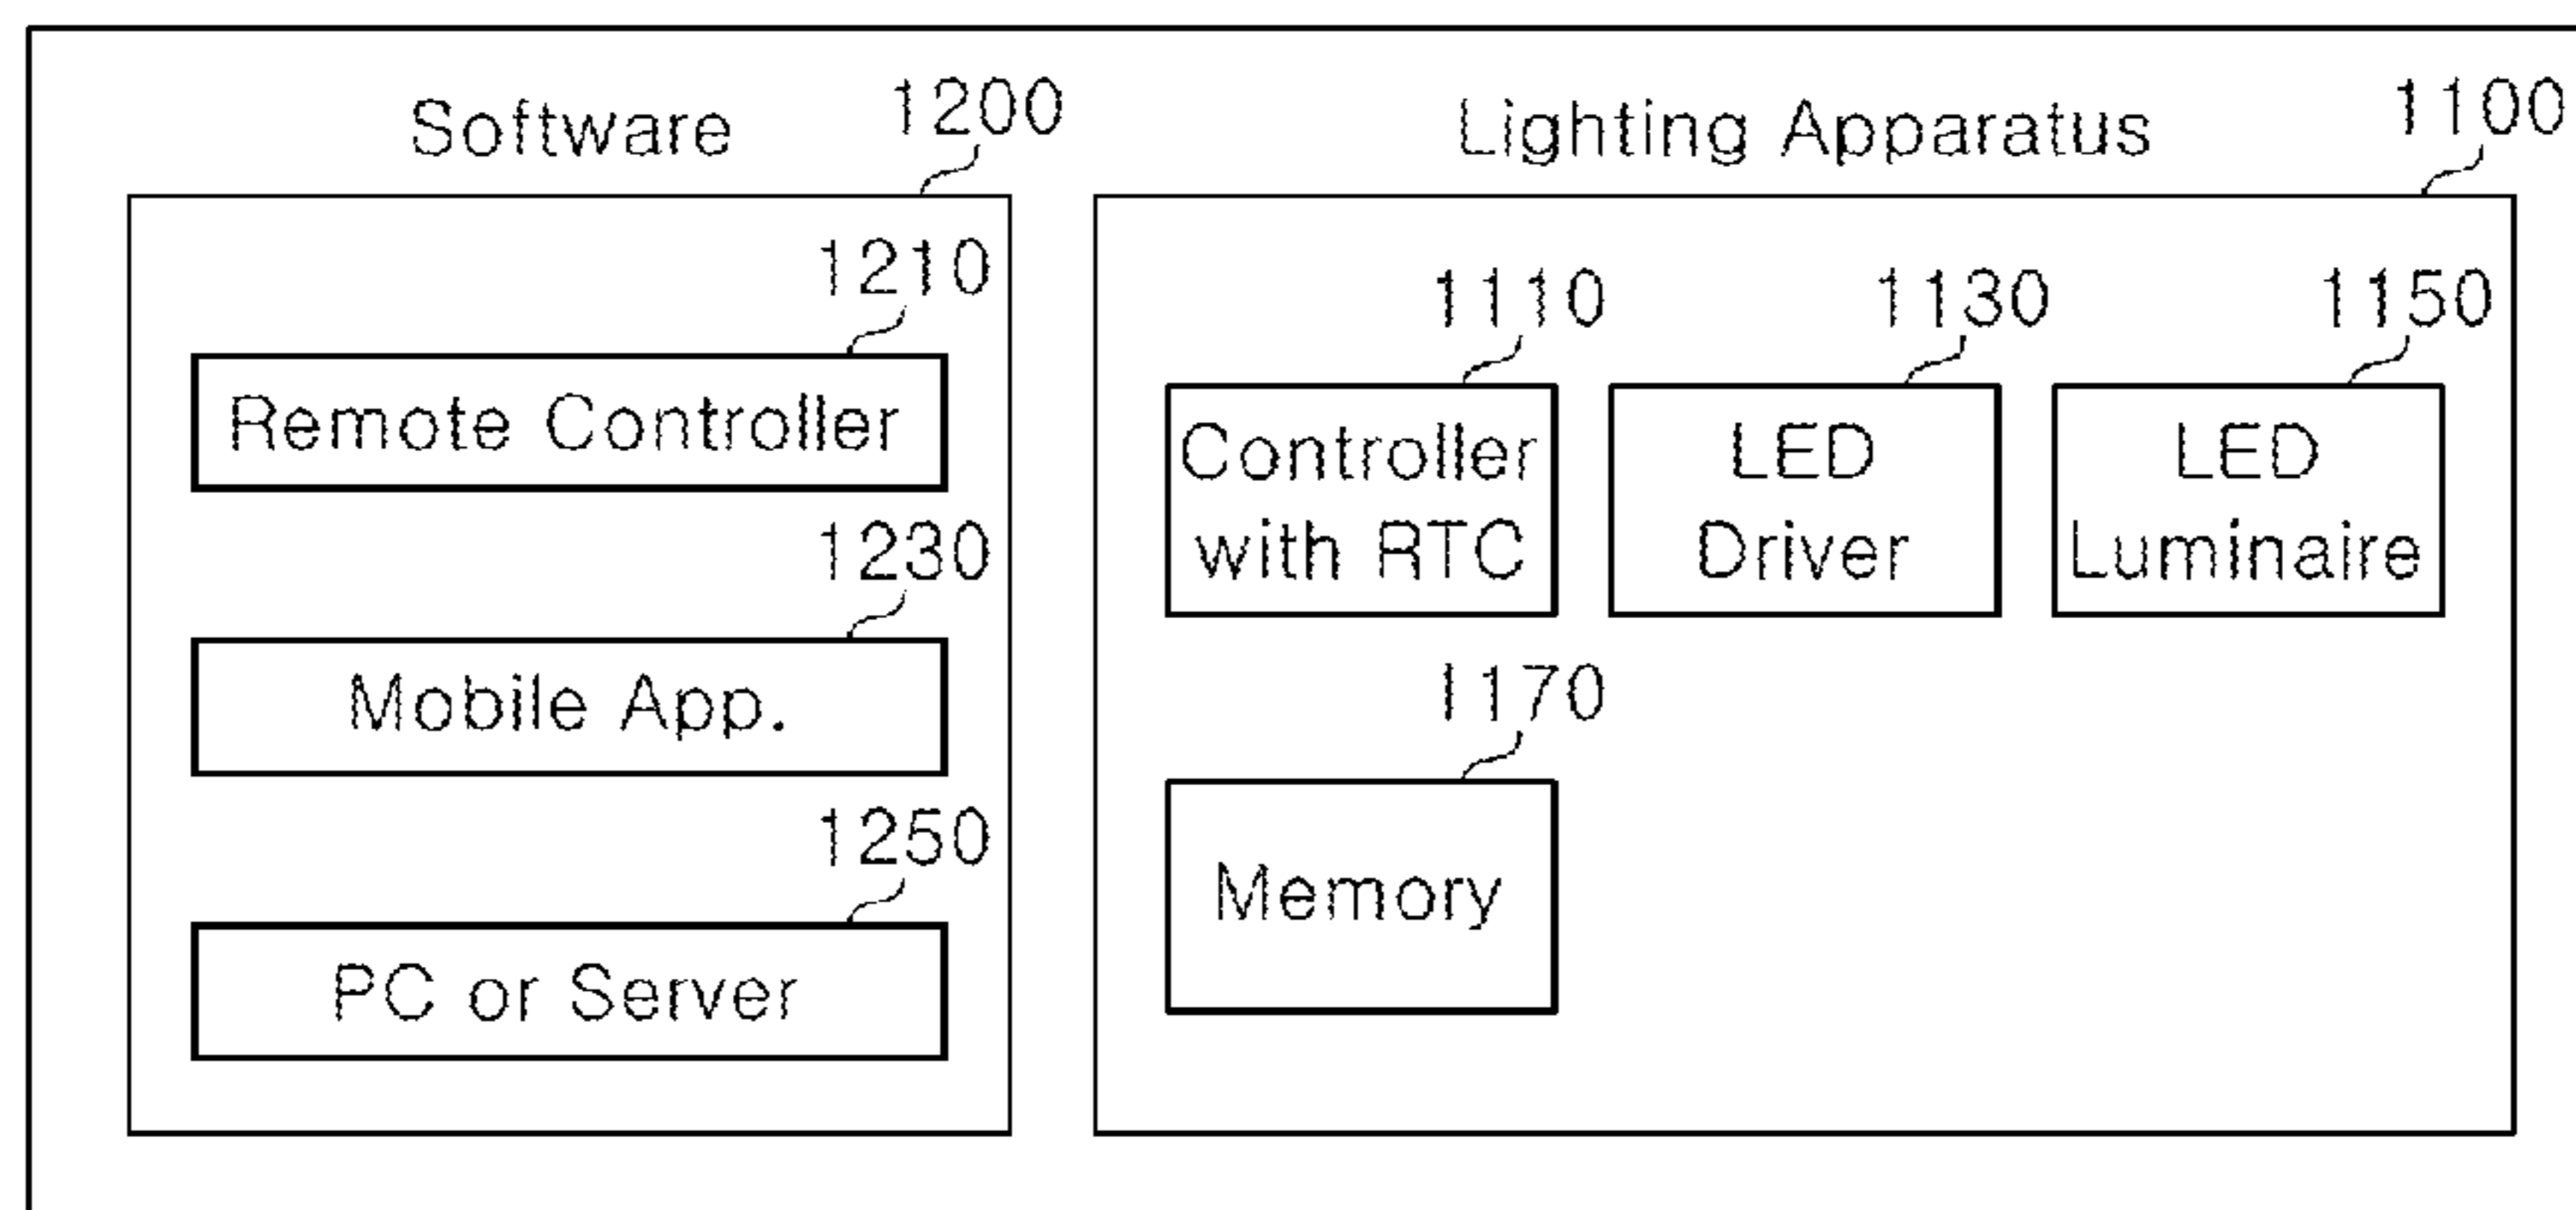 Software 1200
1210
Remote Controller
1230
Mobile App.
1250
PC or Server
Lighting Apparatus 1100
1110 1130 1150
Controller
with RTC
LED
Driver
LED
Luminaire
1170
Memory